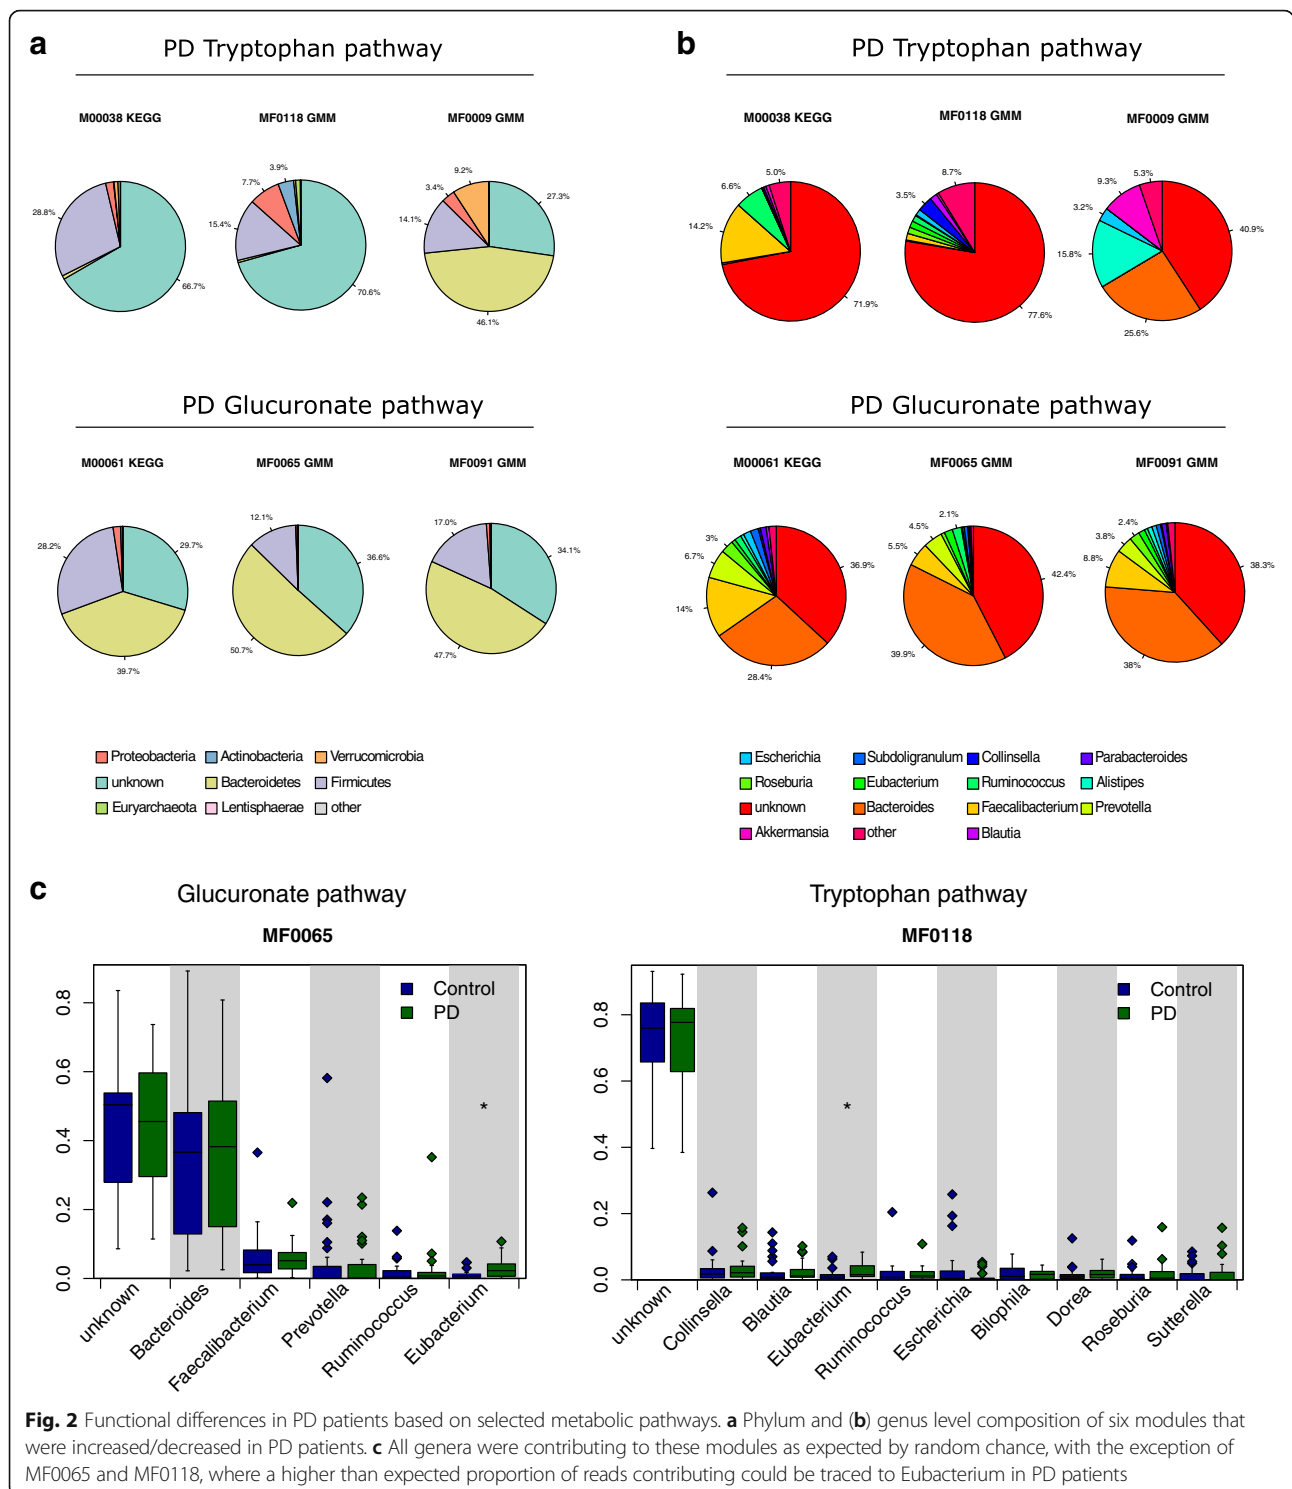 a
PD Tryptophan pathway
M00038 KEGG
MF0118 GMM
MF0009 GMM
28.8%
66.7%
3.9%
7.7%
15.4%
70.6%
9.2%
3.4%
14.1%
27.3%
46.1%
PD Glucuronate pathway
M00061 KEGG
MF0065 GMM
MF0091 GMM
28.2%
29.7%
39.7%
12.1%
36.6%
50.7%
17.0%
34.1%
47.7%
Proteobacteria
Actinobacteria
Verrucomicrobia
unknown
Bacteroidetes
Firmicutes
Euryarchaeota
Lentisphaerae
other
b
PD Tryptophan pathway
M00038 KEGG
MF0118 GMM
MF0009 GMM
5.0%
6.6%
14.2%
71.9%
8.7%
3.5%
77.6%
5.3%
9.3%
3.2%
15.8%
40.9%
25.6%
PD Glucuronate pathway
M00061 KEGG
MF0065 GMM
MF0091 GMM
3%
6.7%
14%
36.9%
28.4%
2.1%
4.5%
5.5%
42.4%
39.9%
2.4%
3.8%
8.8%
38.3%
38%
Escherichia
Subdoligranulum
Collinsella
Parabacteroides
Roseburia
Eubacterium
Ruminococcus
Alistipes
unknown
Bacteroides
Faecalibacterium
Prevotella
Akkermansia
other
Blautia
c
Glucuronate pathway
MF0065
Control
PD
0.8
0.6
0.4
0.2
0.0
*
unknown
Bacteroides
Faecalibacterium
Prevotella
Ruminococcus
Eubacterium
Tryptophan pathway
MF0118
Control
PD
0.8
0.6
0.4
0.2
0.0
*
unknown
Collinsella
Blautia
Eubacterium
Ruminococcus
Escherichia
Bilophila
Dorea
Roseburia
Sutterella
Fig. 2 Functional differences in PD patients based on selected metabolic pathways. a Phylum and (b) genus level composition of six modules that
were increased/decreased in PD patients. c All genera were contributing to these modules as expected by random chance, with the exception of
MF0065 and MF0118, where a higher than expected proportion of reads contributing could be traced to Eubacterium in PD patients